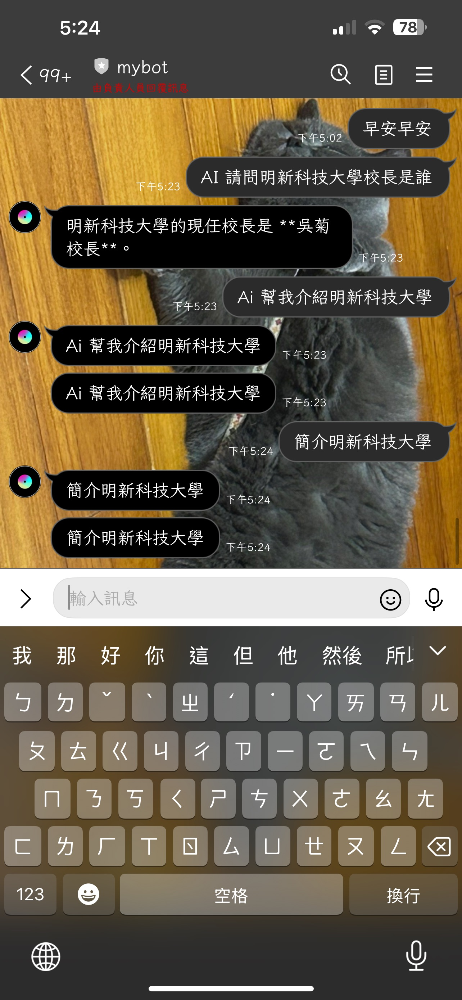 5:24
78
99+
mybot
由負責人員回覆訊息
早安早安
下午5:02
AI 請問明新科技大學校長是誰
下午5:23
明新科技大學的現任校長是 **吳菊
校長**。
下午5:23
Ai 幫我介紹明新科技大學
下午5:23
Ai 幫我介紹明新科技大學
下午5:23
Ai 幫我介紹明新科技大學
下午5:23
簡介明新科技大學
下午5:24
簡介明新科技大學
下午5:24
簡介明新科技大學
下午5:24
輸入訊息
我 那 好 你 這 但 他 然後 所以
ㄅ ㄉ ˇ ˋ ㄓ ˊ ˙ ㄚ ㄞ ㄢ ㄦ
ㄆ ㄊ ㄍ ㄐ ㄔ ㄗ ㄧ ㄛ ㄟ ㄣ
ㄇ ㄋ ㄎ ㄑ ㄕ ㄘ ㄨ ㄜ ㄠ ㄤ
ㄈ ㄌ ㄏ ㄒ ㄖ ㄙ ㄩ ㄝ ㄡ ㄥ
123 空格 換行